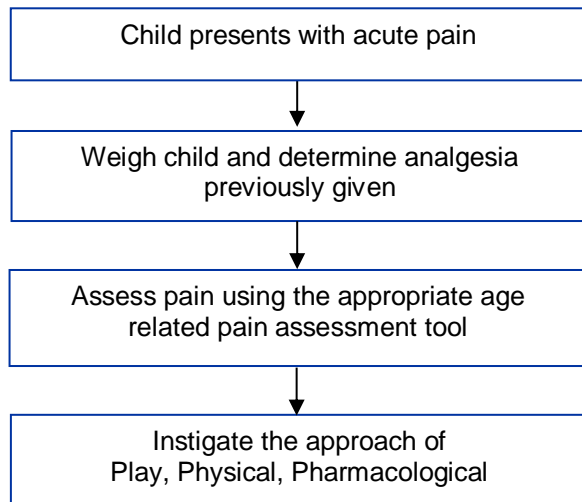 Child presents with acute pain
Weigh child and determine analgesia
previously given
Assess pain using the appropriate age
related pain assessment tool
Instigate the approach of
Play, Physical, Pharmacological